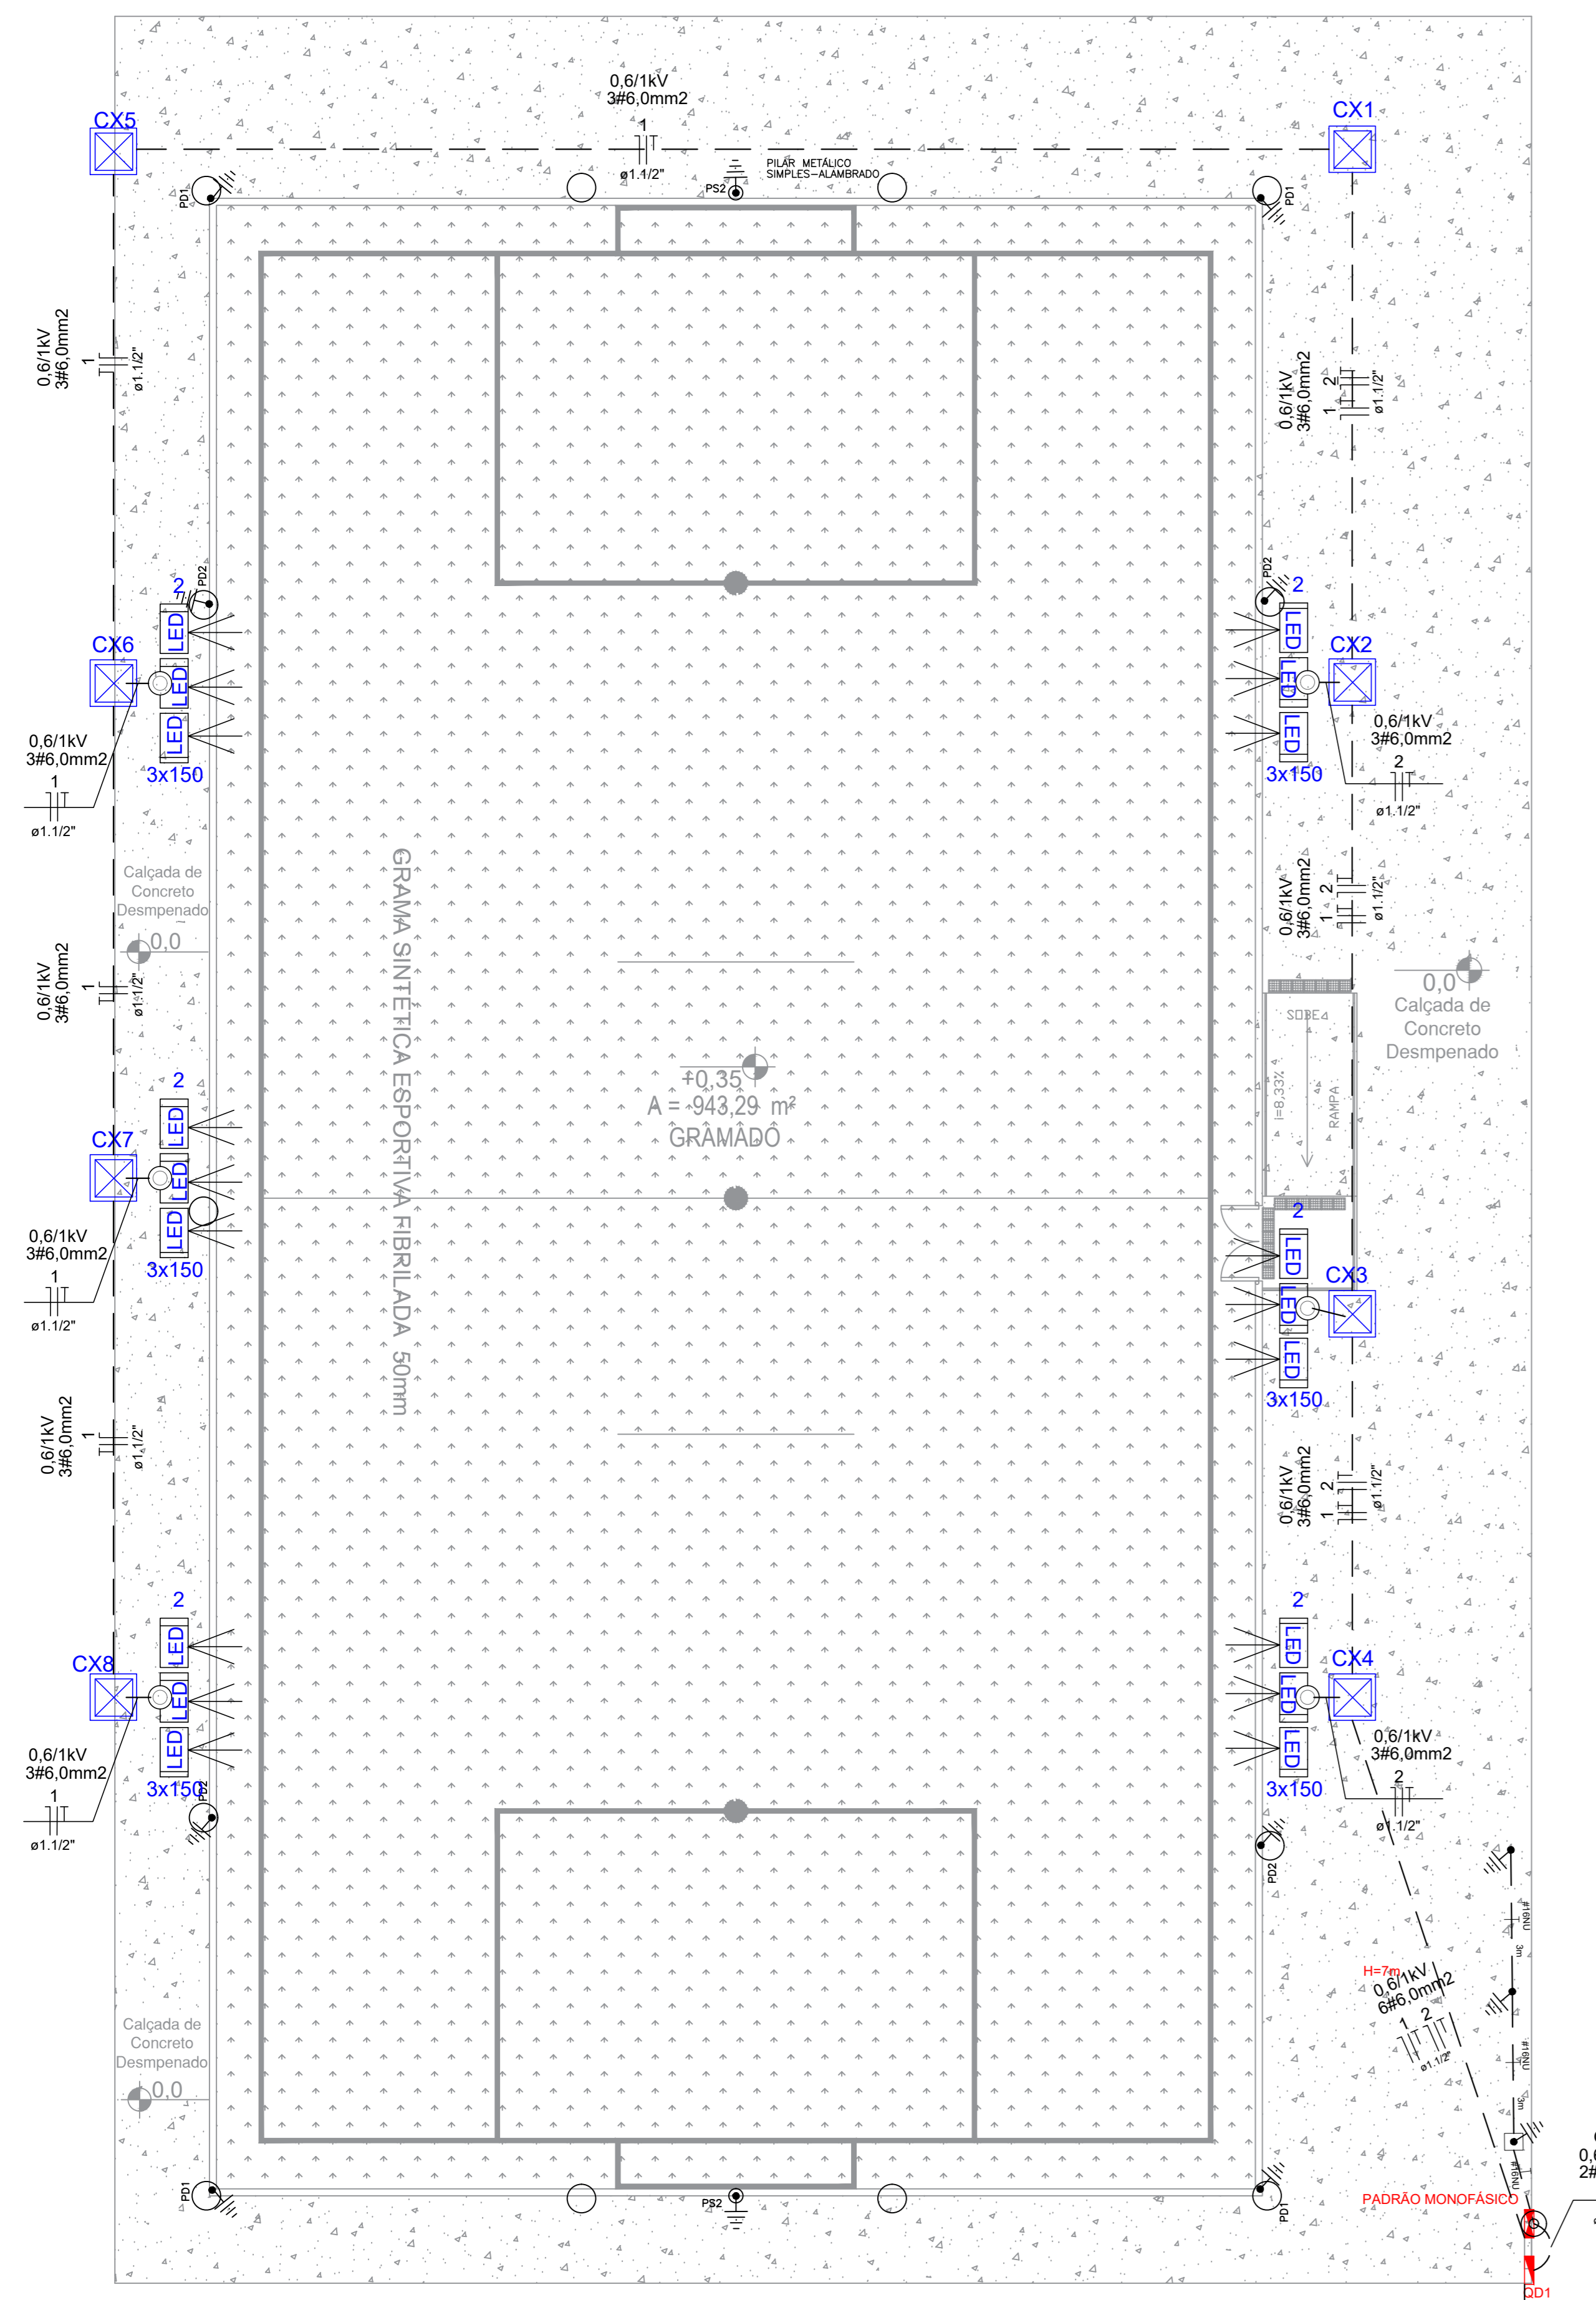 0,6/1kV
3#6,0mm2
1
ø1.1/2"
CX5
CX1
PILAR METÁLICO
SIMPLES-ALAMBRADO
PS2
PD1
PD1
0,6/1kV
3#6,0mm2
1
ø1.1/2"
0,6/1kV
3#6,0mm2
1 2
ø1.1/2"
PD2
2
LED
LED
LED
3x150
CX6
0,6/1kV
3#6,0mm2
1
ø1.1/2"
PD2
2
LED
LED
LED
3x150
CX2
0,6/1kV
3#6,0mm2
2
ø1.1/2"
Calçada de
Concreto
Desmpenado
0,0
GRAMA SINTÉTICA ESPORTIVA FIBRILADA 50mm
0,6/1kV
3#6,0mm2
1 2
ø1.1/2"
0,6/1kV
3#6,0mm2
1
ø1.1/2"
0,0
Calçada de
Concreto
Desmpenado
SOBE
i=8,33%
RAMPA
+0,35
A = 943,29 m²
GRAMADO
2
LED
LED
LED
3x150
CX7
0,6/1kV
3#6,0mm2
1
ø1.1/2"
2
LED
LED
LED
3x150
CX3
0,6/1kV
3#6,0mm2
1
ø1.1/2"
0,6/1kV
3#6,0mm2
1 2
ø1.1/2"
2
LED
LED
LED
3x150
CX8
PD2
0,6/1kV
3#6,0mm2
1
ø1.1/2"
2
LED
LED
LED
3x150
CX4
0,6/1kV
3#6,0mm2
2
ø1.1/2"
PD2
#16NU
3m
H=7m
0,6/1kV
6#6,0mm2
1 2
ø1.1/2"
#16NU
3m
#16NU
Calçada de
Concreto
Desmpenado
0,0
PD1
PS2
PD1
PADRÃO MONOFÁSICO
QD1
2#